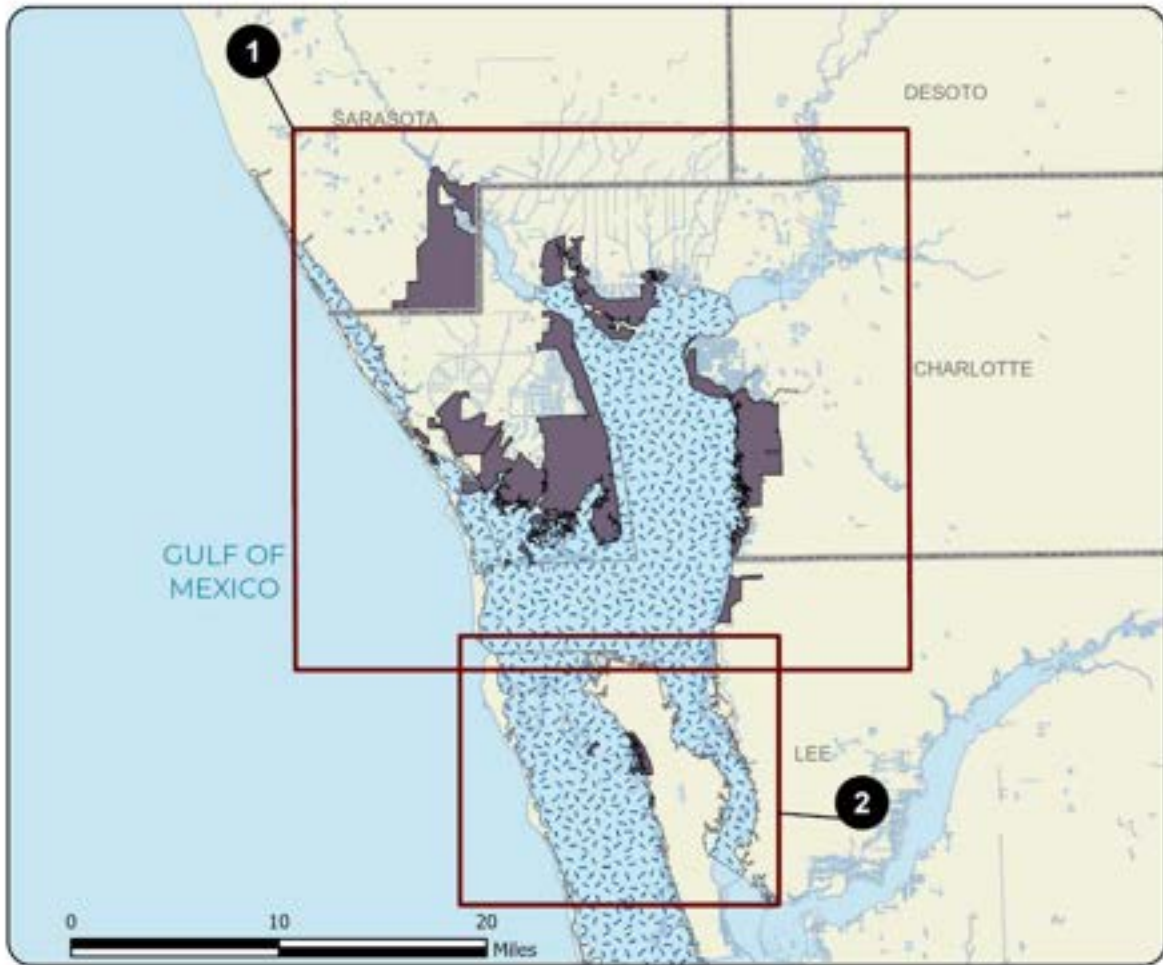 1
DESOTO
SARASOTA
CHARLOTTE
GULF OF
MEXICO
LEE
2
0 10 20
Miles